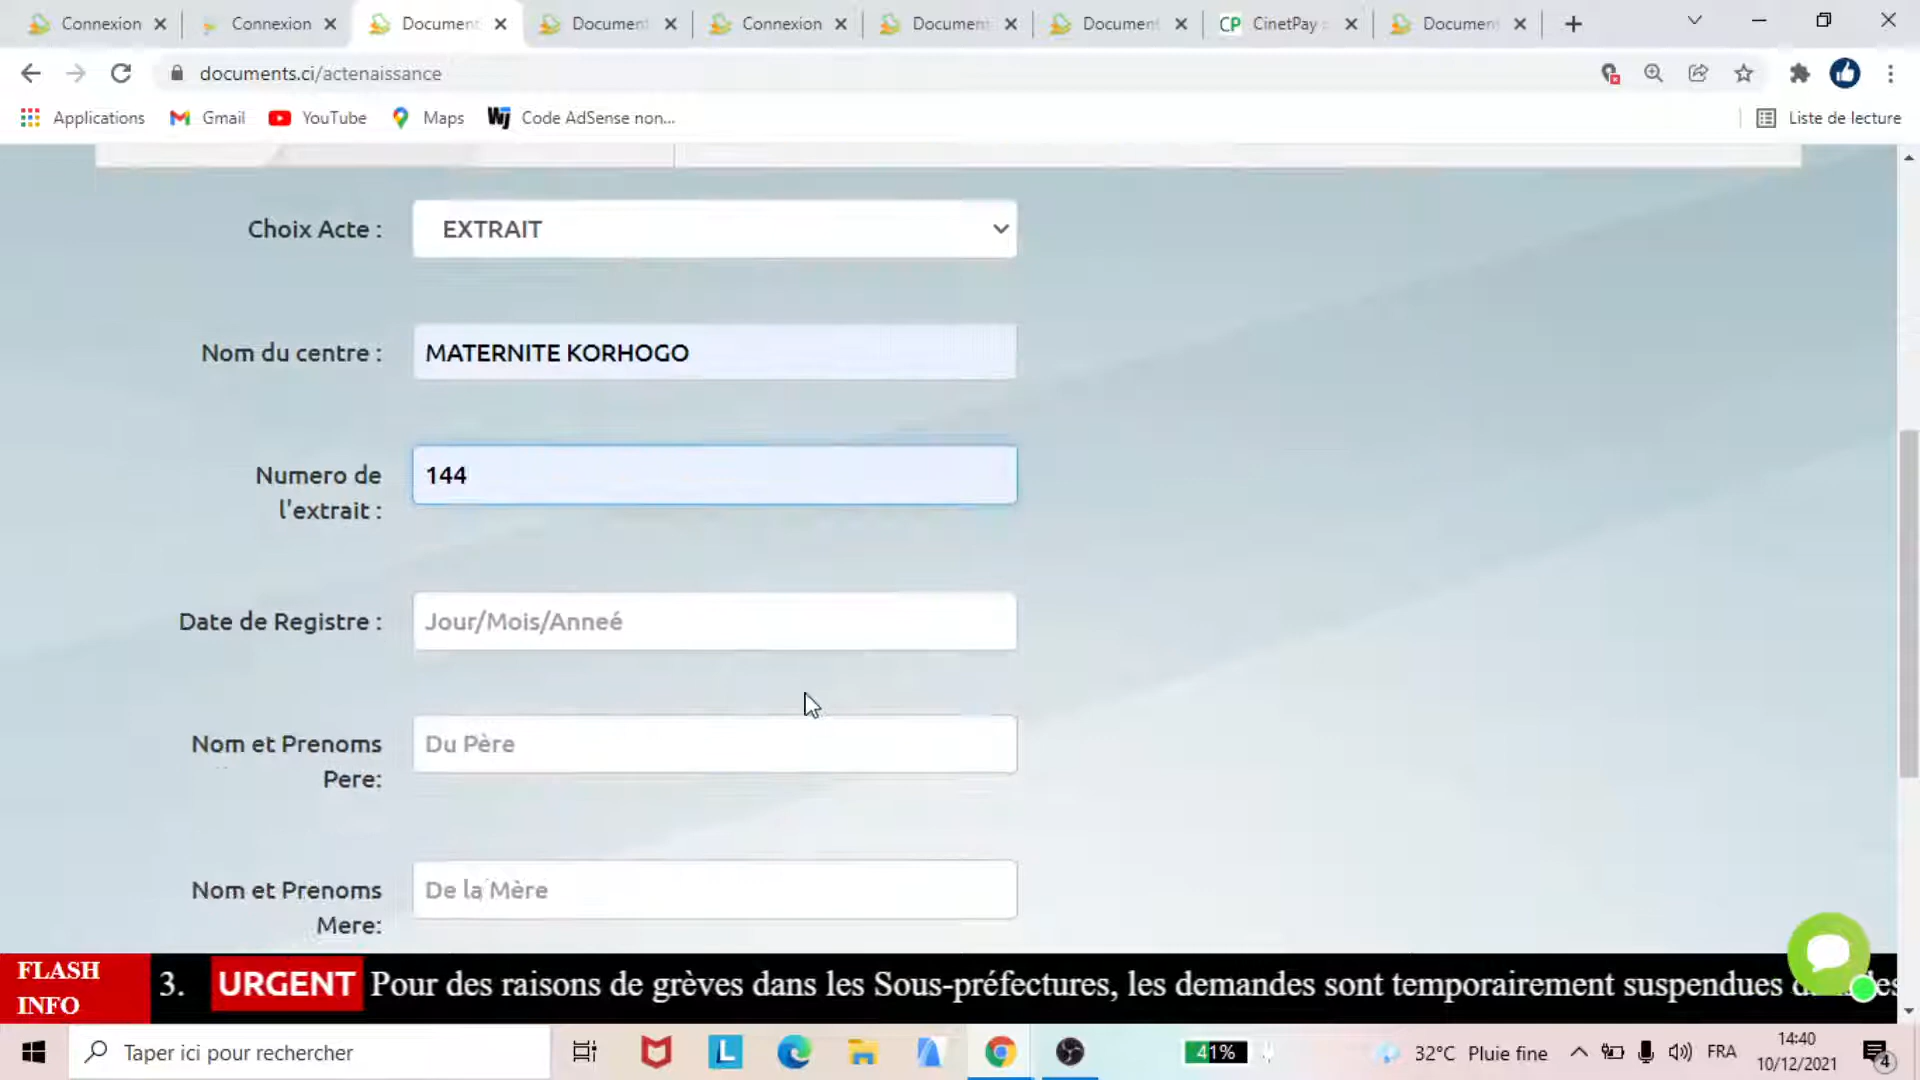 Connexion
Connexion
Document
Document
Connexion
Document
Document
CP CinetPay
Document
documents.ci/actenaissance
Applications
Gmail
YouTube
Maps
Code AdSense non...
Liste de lecture
Choix Acte :
EXTRAIT
Nom du centre :
MATERNITE KORHOGO
Numero de
l'extrait :
144
Date de Registre :
Jour/Mois/Anneé
Nom et Prenoms
Pere:
Du Père
Nom et Prenoms
Mere:
De la Mère
FLASH
INFO
3. URGENT Pour des raisons de grèves dans les Sous-préfectures, les demandes sont temporairement suspendues
Taper ici pour rechercher
L
41%
32°C Pluie fine
FRA
14:40
10/12/2021
4